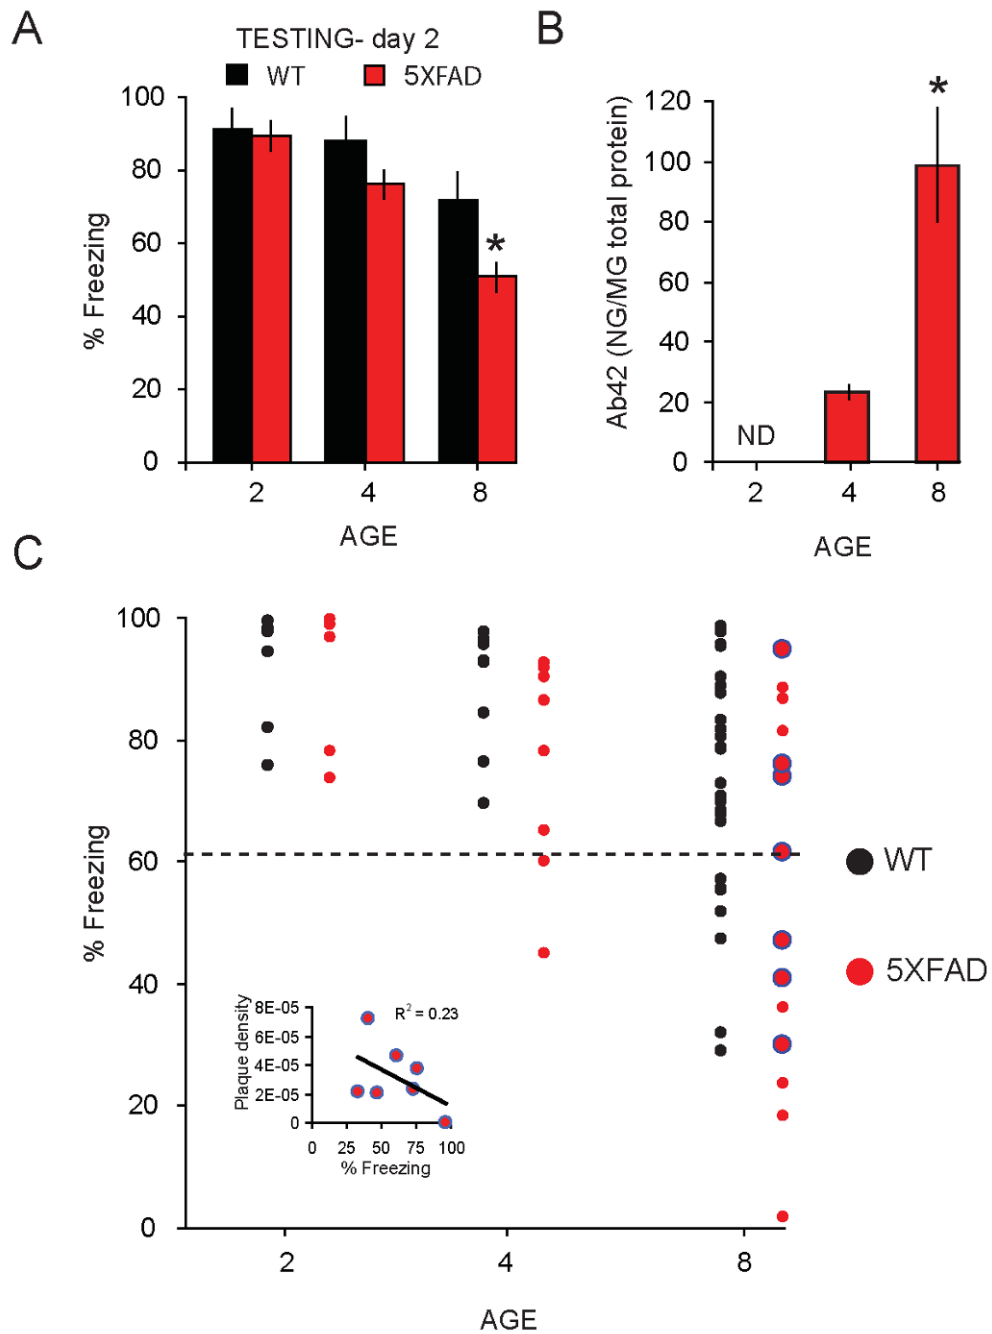 A
TESTING- day 2
WT
5XFAD
100
80
60
40
20
0
% Freezing
*
2
4
8
AGE
B
120
100
80
60
40
20
0
Ab42 (NG/MG total protein)
ND
*
2
4
8
AGE
C
100
80
60
40
20
0
% Freezing
WT
5XFAD
Plaque density
8E-05
6E-05
4E-05
2E-05
0
R² = 0.23
0 25 50 75 100
% Freezing
2
4
8
AGE